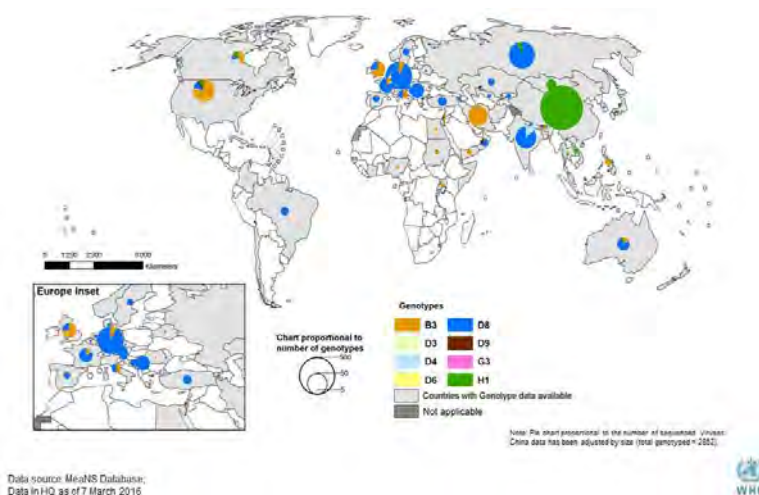 0 1250 2500 5000
Kilometers
Europe Inset
Chart proportional to
number of genotypes
500
50
5
Genotypes
B3 D8
D3 D9
D4 G3
D6 H1
Countries with Genotype data available
Not applicable
Note: Pie chart proportional to the number of sequenced viruses.
China data has been adjusted by size
Data source: MeaNS Database;
Data in HQ as of 7 March 2016
WHO